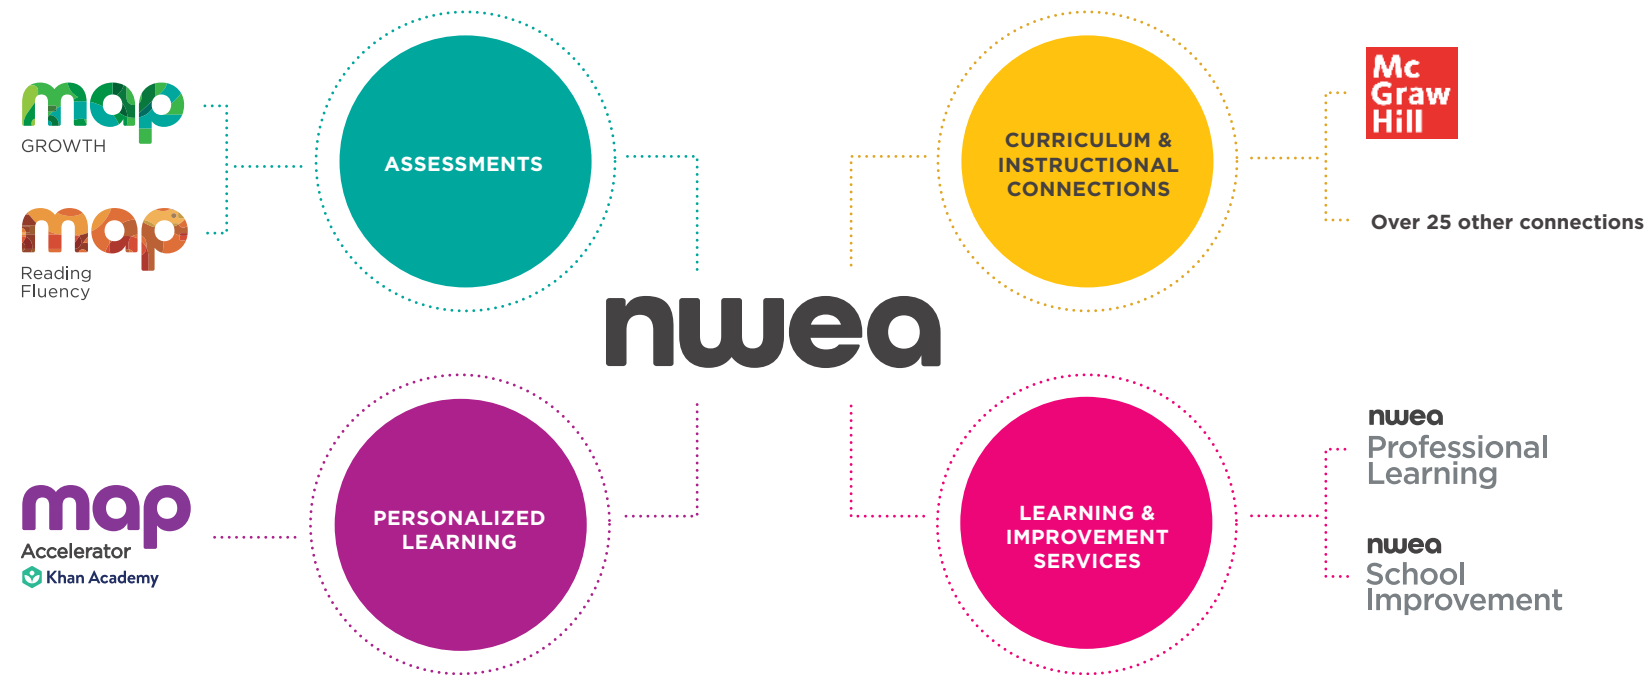 map
GROWTH
map
Reading
Fluency
ASSESSMENTS
CURRICULUM &
INSTRUCTIONAL
CONNECTIONS
Mc
Graw
Hill
Over 25 other connections
nwea
map
Accelerator
Khan Academy
PERSONALIZED
LEARNING
LEARNING &
IMPROVEMENT
SERVICES
nwea
Professional
Learning
nwea
School
Improvement